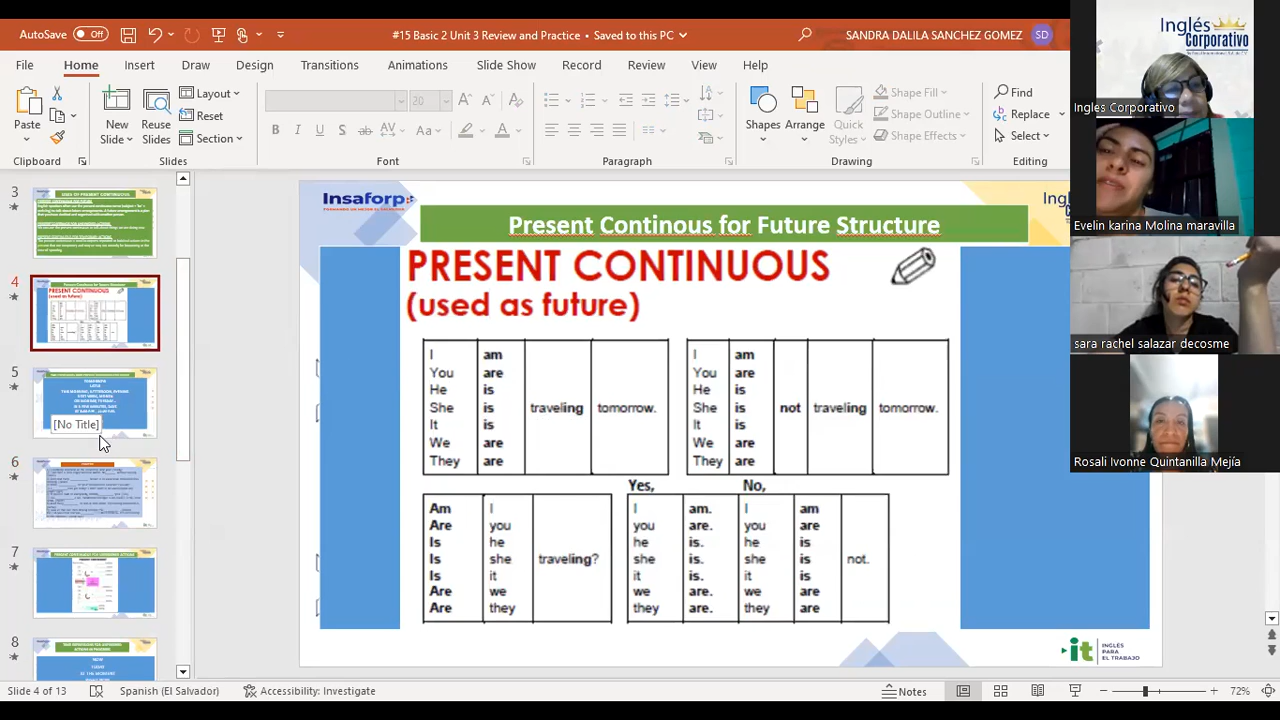 AutoSave Off
#15 Basic 2 Unit 3 Review and Practice • Saved to this PC
SANDRA DALILA SANCHEZ GOMEZ SD
File Home Insert Draw Design Transitions Animations Slide Show Record Review View Help
Paste
New Slide
Reuse Slides
Layout
Reset
Section
20
Shapes
Arrange
Quick Styles
Shape Fill
Shape Outline
Shape Effects
Find
Replace
Select
Clipboard Slides Font Paragraph Drawing Editing
3
4
5
[No Title]
6
7
8
Insaforp
Present Continous for Future Structure
PRESENT CONTINUOUS
(used as future)
I am
You are
He is
She is traveling tomorrow.
It is
We are
They are
I am
You are
He is
She is not traveling tomorrow.
It is
We are
They are
Yes, No,
Am I
Are you
Is he
Is she traveling?
Is it
Are we
Are they
I am. I am
you are. you are
he is. he is
she is. she is not.
it is. it is
we are. we are
they are. they are
it INGLÉS PARA EL TRABAJO
Inglés Corporativo
Ingles Corporativo
Evelin karina Molina maravilla
sara rachel salazar decosme
Rosali Ivonne Quintanilla Mejía
Slide 4 of 13 Spanish (El Salvador) Accessibility: Investigate Notes 72%